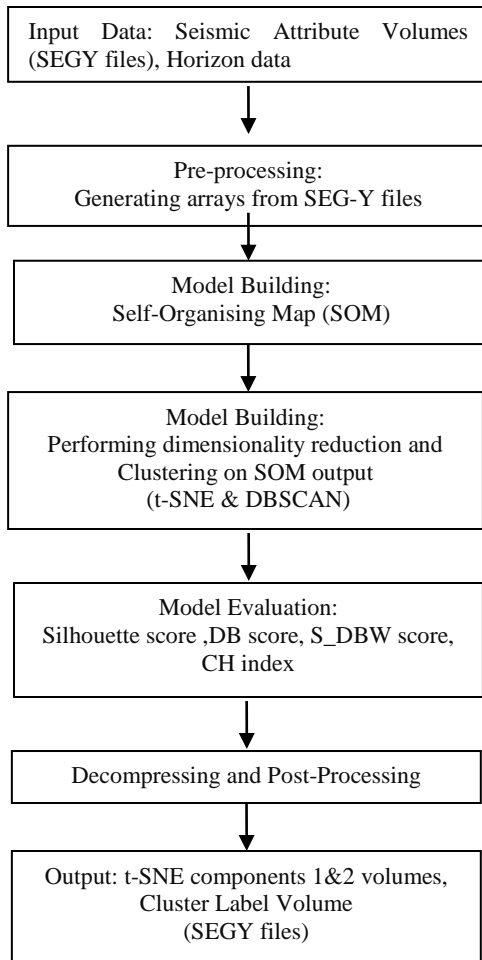 Input Data: Seismic Attribute Volumes
(SEGY files), Horizon data
Pre-processing:
Generating arrays from SEG-Y files
Model Building:
Self-Organising Map (SOM)
Model Building:
Performing dimensionality reduction and
Clustering on SOM output
(t-SNE & DBSCAN)
Model Evaluation:
Silhouette score ,DB score, S_DBW score,
CH index
Decompressing and Post-Processing
Output: t-SNE components 1&2 volumes,
Cluster Label Volume
(SEGY files)